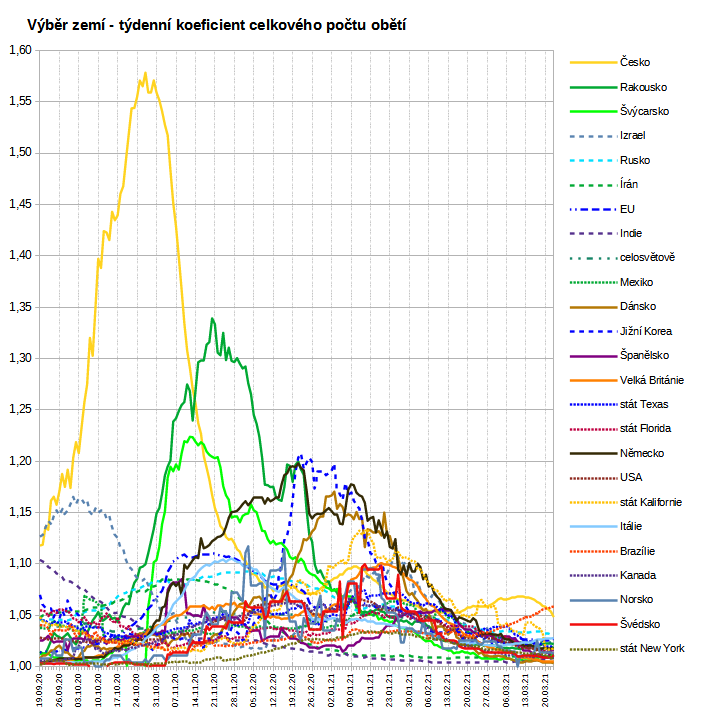 Výběr zemí - týdenní koeficient celkového počtu obětí
1,60
1,55
1,50
1,45
1,40
1,35
1,30
1,25
1,20
1,15
1,10
1,05
1,00
19.09.20
26.09.20
03.10.20
10.10.20
17.10.20
24.10.20
31.10.20
07.11.20
14.11.20
21.11.20
28.11.20
05.12.20
12.12.20
19.12.20
26.12.20
02.01.21
09.01.21
16.01.21
23.01.21
30.01.21
06.02.21
13.02.21
20.02.21
27.02.21
06.03.21
13.03.21
20.03.21
Česko
Rakousko
Švýcarsko
Izrael
Rusko
Írán
EU
Indie
celosvětově
Mexiko
Dánsko
Jižní Korea
Španělsko
Velká Británie
stát Texas
stát Florida
Německo
USA
stát Kalifornie
Itálie
Brazílie
Kanada
Norsko
Švédsko
stát New York